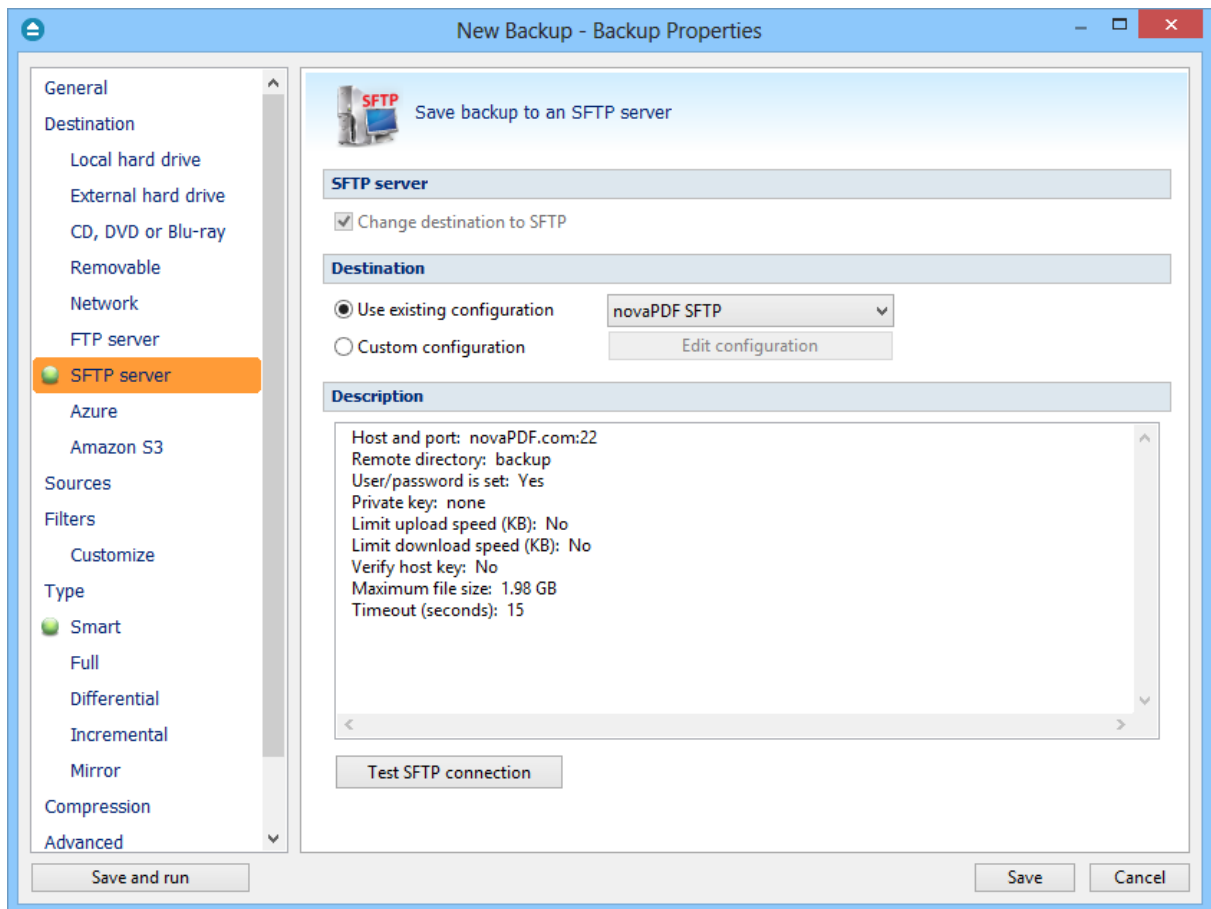 New Backup - Backup Properties
General
Destination
Local hard drive
External hard drive
CD, DVD or Blu-ray
Removable
Network
FTP server
SFTP server
Azure
Amazon S3
Sources
Filters
Customize
Type
Smart
Full
Differential
Incremental
Mirror
Compression
Advanced
SFTP
Save backup to an SFTP server
SFTP server
Change destination to SFTP
Destination
Use existing configuration novaPDF SFTP
Custom configuration Edit configuration
Description
Host and port: novaPDF.com:22
Remote directory: backup
User/password is set: Yes
Private key: none
Limit upload speed (KB): No
Limit download speed (KB): No
Verify host key: No
Maximum file size: 1.98 GB
Timeout (seconds): 15
Test SFTP connection
Save and run Save Cancel